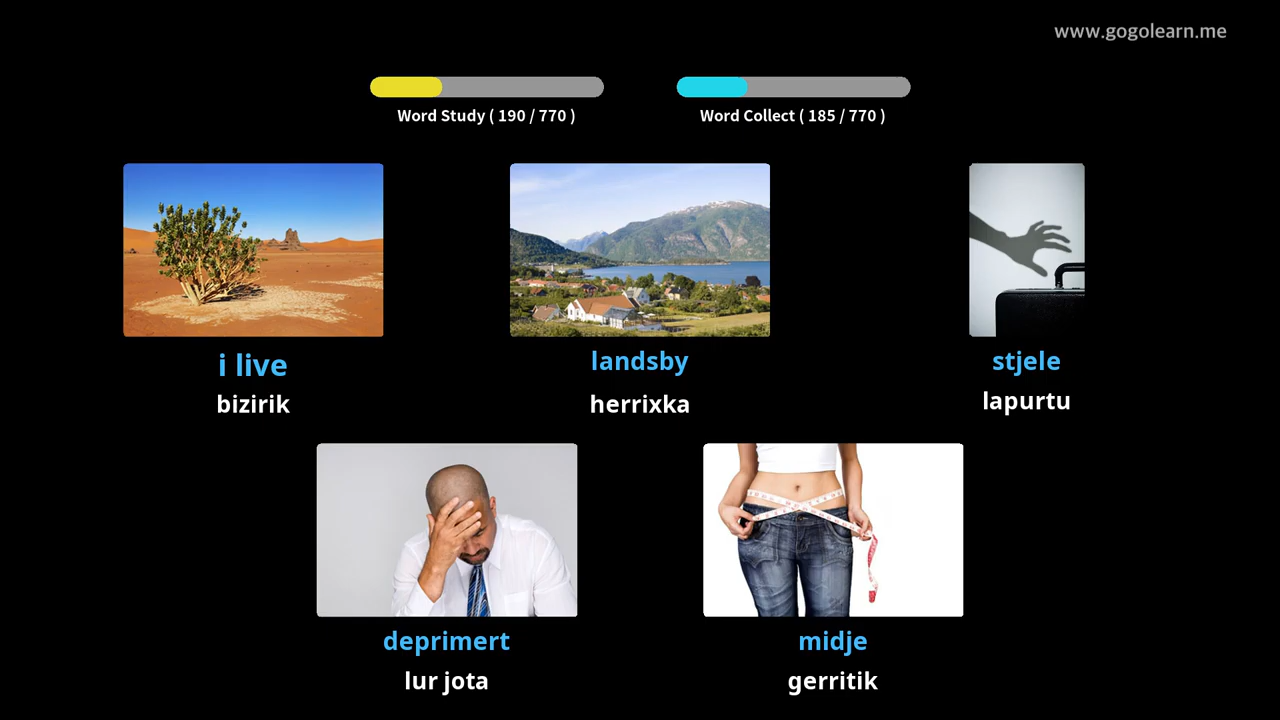 www.gogolearn.me
Word Study ( 190 / 770 )
Word Collect ( 185 / 770 )
i live
bizirik
landsby
herrixka
stjele
lapurtu
deprimert
lur jota
midje
gerritik